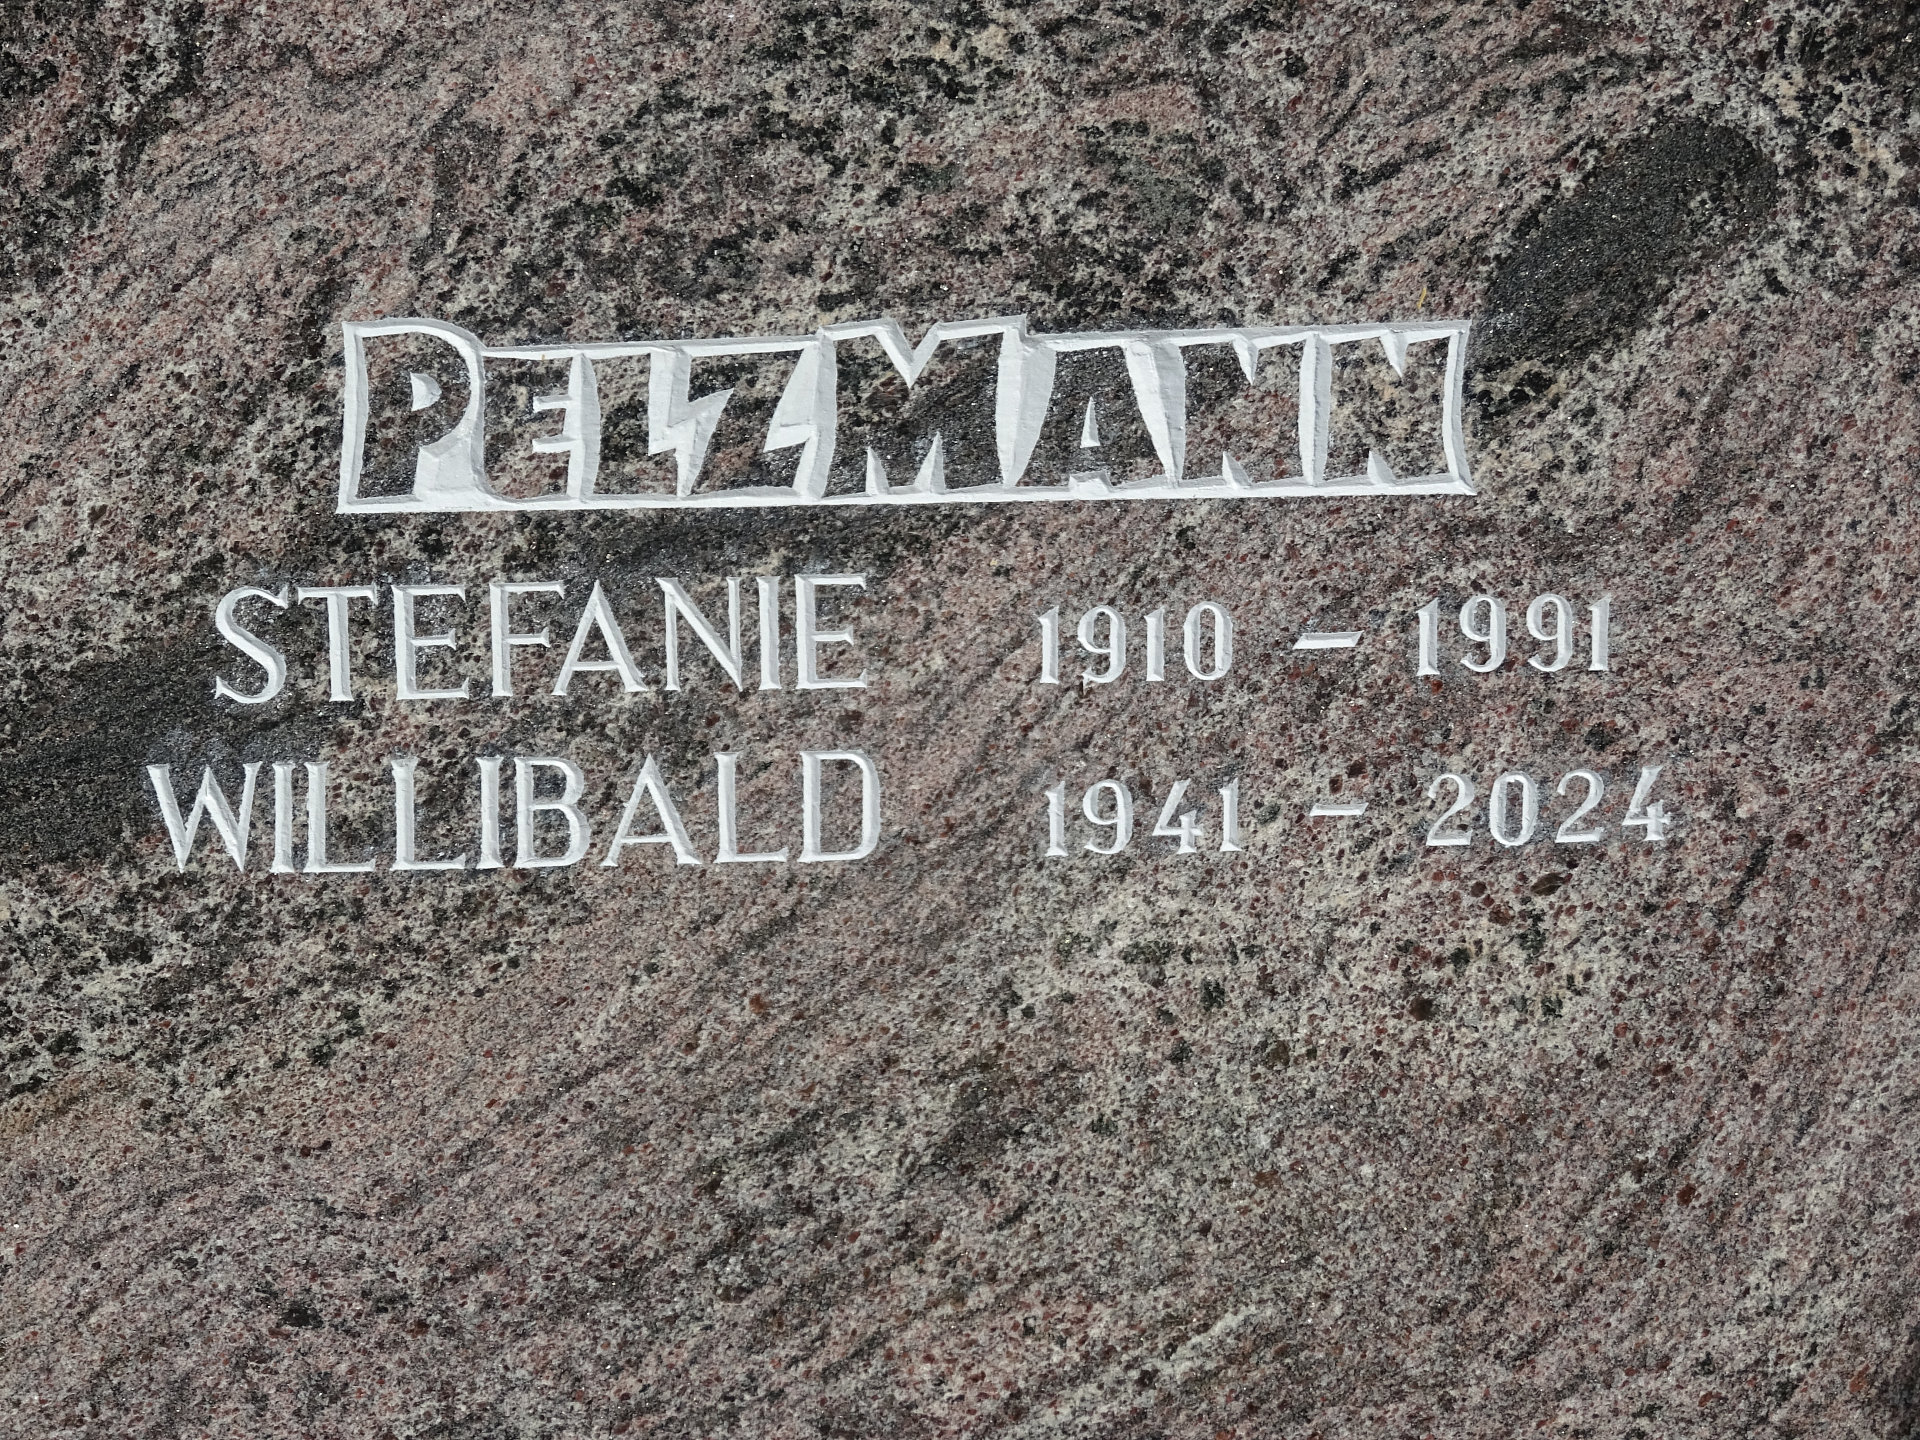 PELZMANN
STEFANIE 1910 – 1991
WILLIBALD 1941 – 2024